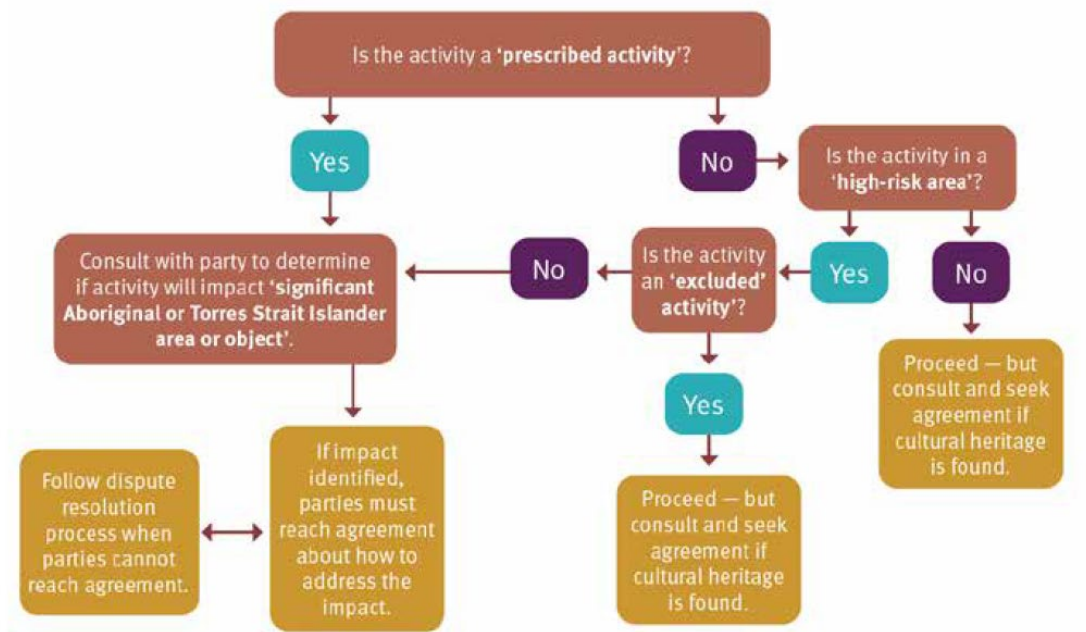 Is the activity a ‘prescribed activity’?
Yes
No
Is the activity in a
‘high-risk area’?
Consult with party to determine
if activity will impact ‘significant
Aboriginal or Torres Strait Islander
area or object’.
No
Is the activity
an ‘excluded’
activity’?
Yes
No
Yes
Proceed — but
consult and seek
agreement if
cultural heritage
is found.
Follow dispute
resolution
process when
parties cannot
reach agreement.
If impact
identified,
parties must
reach agreement
about how to
address the
impact.
Proceed — but
consult and seek
agreement if
cultural heritage
is found.